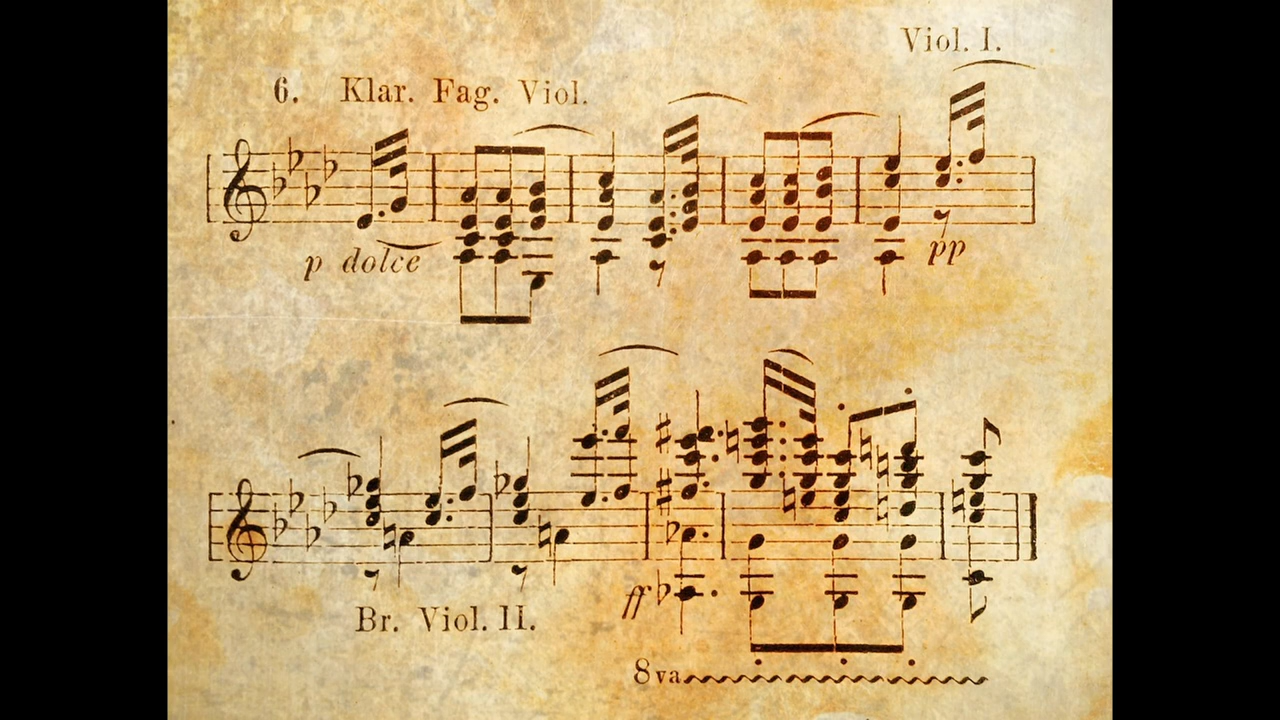 Viol. I.
6. Klar. Fag. Viol.
p dolce
pp
ff
Br. Viol. II.
8va